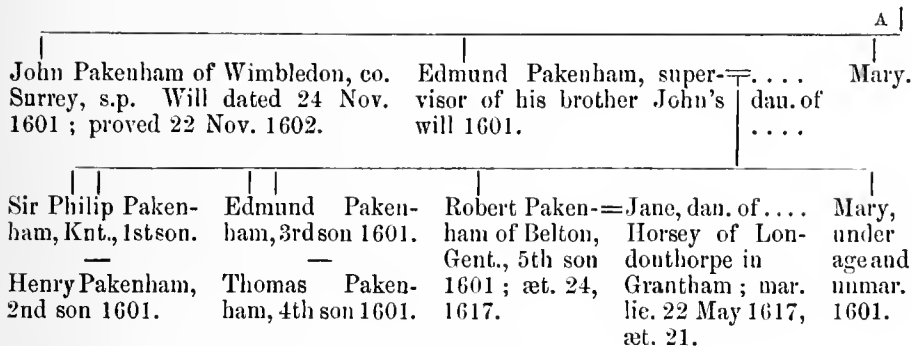 A
John Pakenham of Wimbledon, co.
Surrey, s.p. Will dated 24 Nov.
1601 ; proved 22 Nov. 1602.
Edmund Pakenham, super-
visor of his brother John's
will 1601.
....
dau. of
....
Mary.
Sir Philip Paken-
ham, Knt., 1st son.
—
Henry Pakenham,
2nd son 1601.
Edmund Paken-
ham, 3rd son 1601.
—
Thomas Paken-
ham, 4th son 1601.
Robert Paken-
ham of Belton,
Gent., 5th son
1601 ; æt. 24,
1617.
=Jane, dau. of ....
Horsey of Lon-
donthorpe in
Grantham ; mar.
lic. 22 May 1617,
æt. 21.
Mary,
under
age and
unmar.
1601.